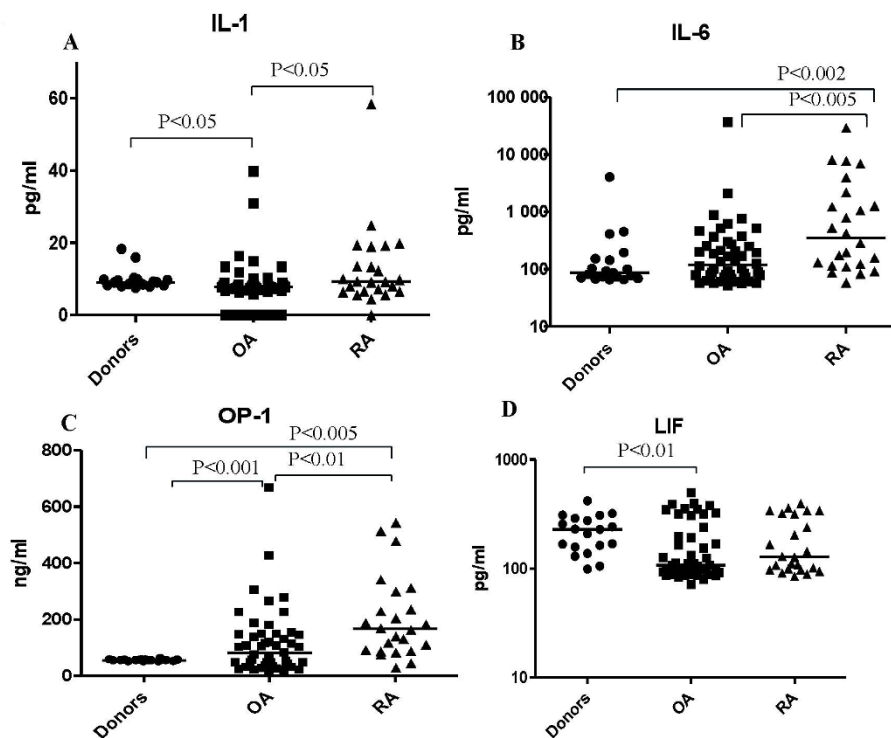 A
IL-1
P<0.05
P<0.05
pg/ml
60
40
20
0
Donors
OA
RA
B
IL-6
P<0.002
P<0.005
pg/ml
100 000
10 000
1 000
100
10
Donors
OA
RA
C
OP-1
P<0.005
P<0.001
P<0.01
ng/ml
800
600
400
200
0
Donors
OA
RA
D
LIF
P<0.01
pg/ml
1000
100
10
Donors
OA
RA